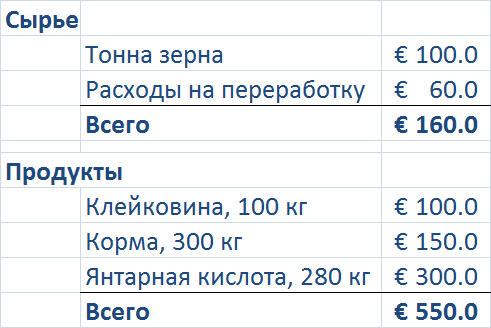 Сырье
Тонна зерна € 100.0
Расходы на переработку € 60.0
Всего € 160.0
Продукты
Клейковина, 100 кг € 100.0
Корма, 300 кг € 150.0
Янтарная кислота, 280 кг € 300.0
Всего € 550.0